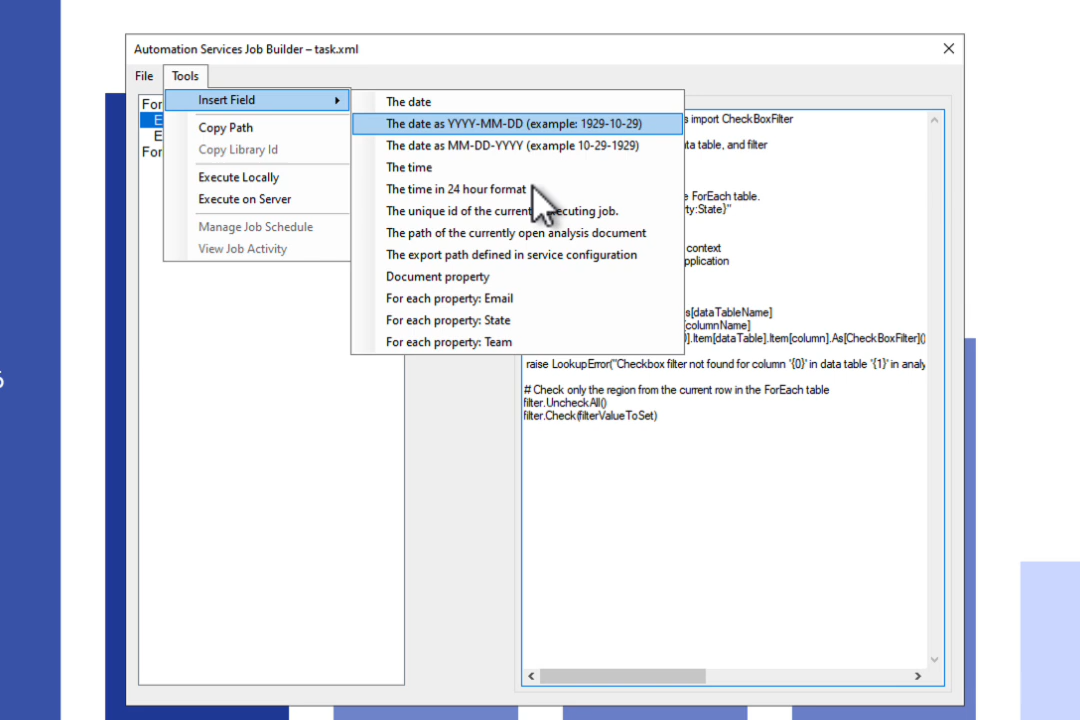 Automation Services Job Builder – task.xml
File Tools
Insert Field
Copy Path
Copy Library Id
Execute Locally
Execute on Server
Manage Job Schedule
View Job Activity
For
E
E
For
The date
The date as YYYY-MM-DD (example: 1929-10-29)
The date as MM-DD-YYYY (example 10-29-1929)
The time
The time in 24 hour format
The unique id of the current job.
The path of the currently open analysis document
The export path defined in service configuration
Document property
For each property: Email
For each property: State
For each property: Team
import CheckBoxFilter
table, and filter
ForEach table.
ty:State}"
context
pplication
s[dataTableName]
[columnName]
].Item[dataTable].Item[column].As[CheckBoxFilter]()
raise LookupError("Checkbox filter not found for column '{0}' in data table '{1}' in analy
# Check only the region from the current row in the ForEach table
filter.UncheckAll()
filter.Check(filterValueToSet)